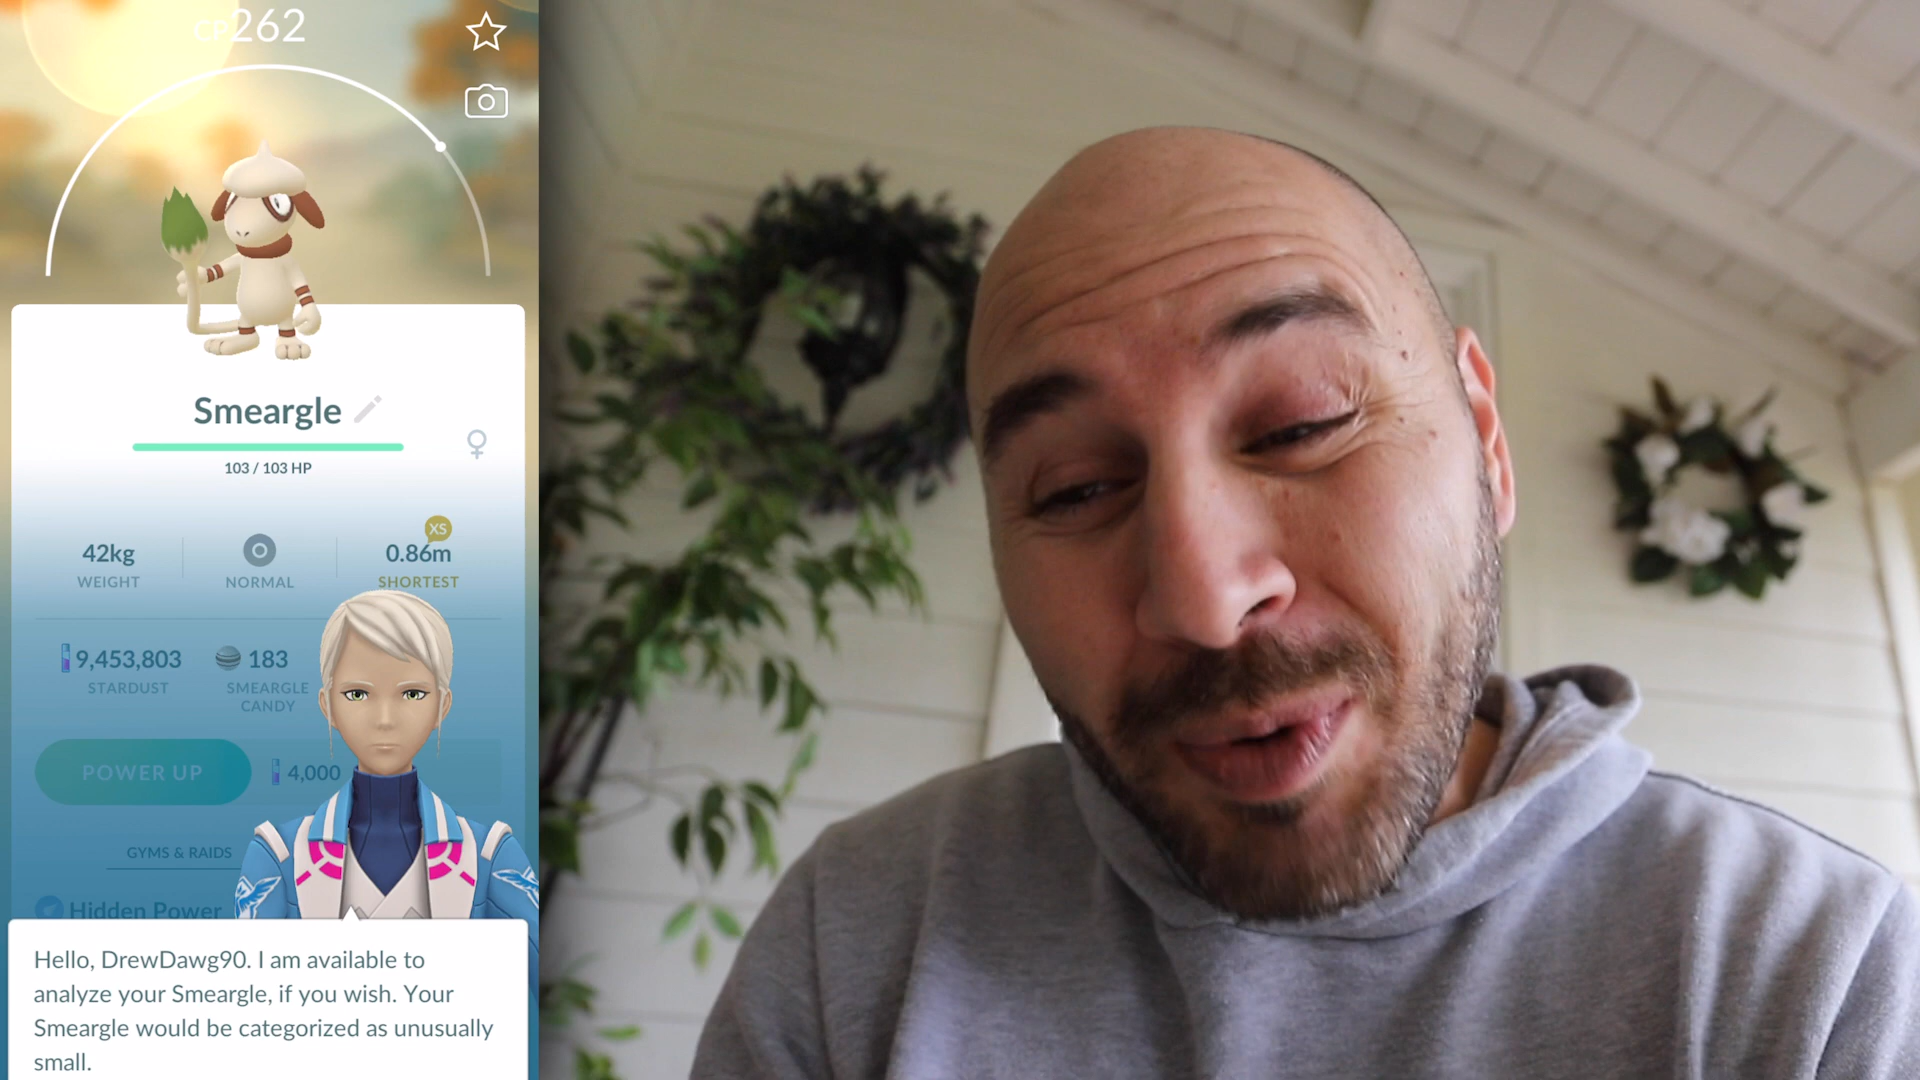 CP262
Smeargle
103 / 103 HP
XS
42kg
0.86m
WEIGHT
NORMAL
SHORTEST
9,453,803
183
STARDUST
SMEARGLE
CANDY
POWER UP
4,000
GYMS & RAIDS
Hidden Power
Hello, DrewDawg90. I am available to
analyze your Smeargle, if you wish. Your
Smeargle would be categorized as unusually
small.